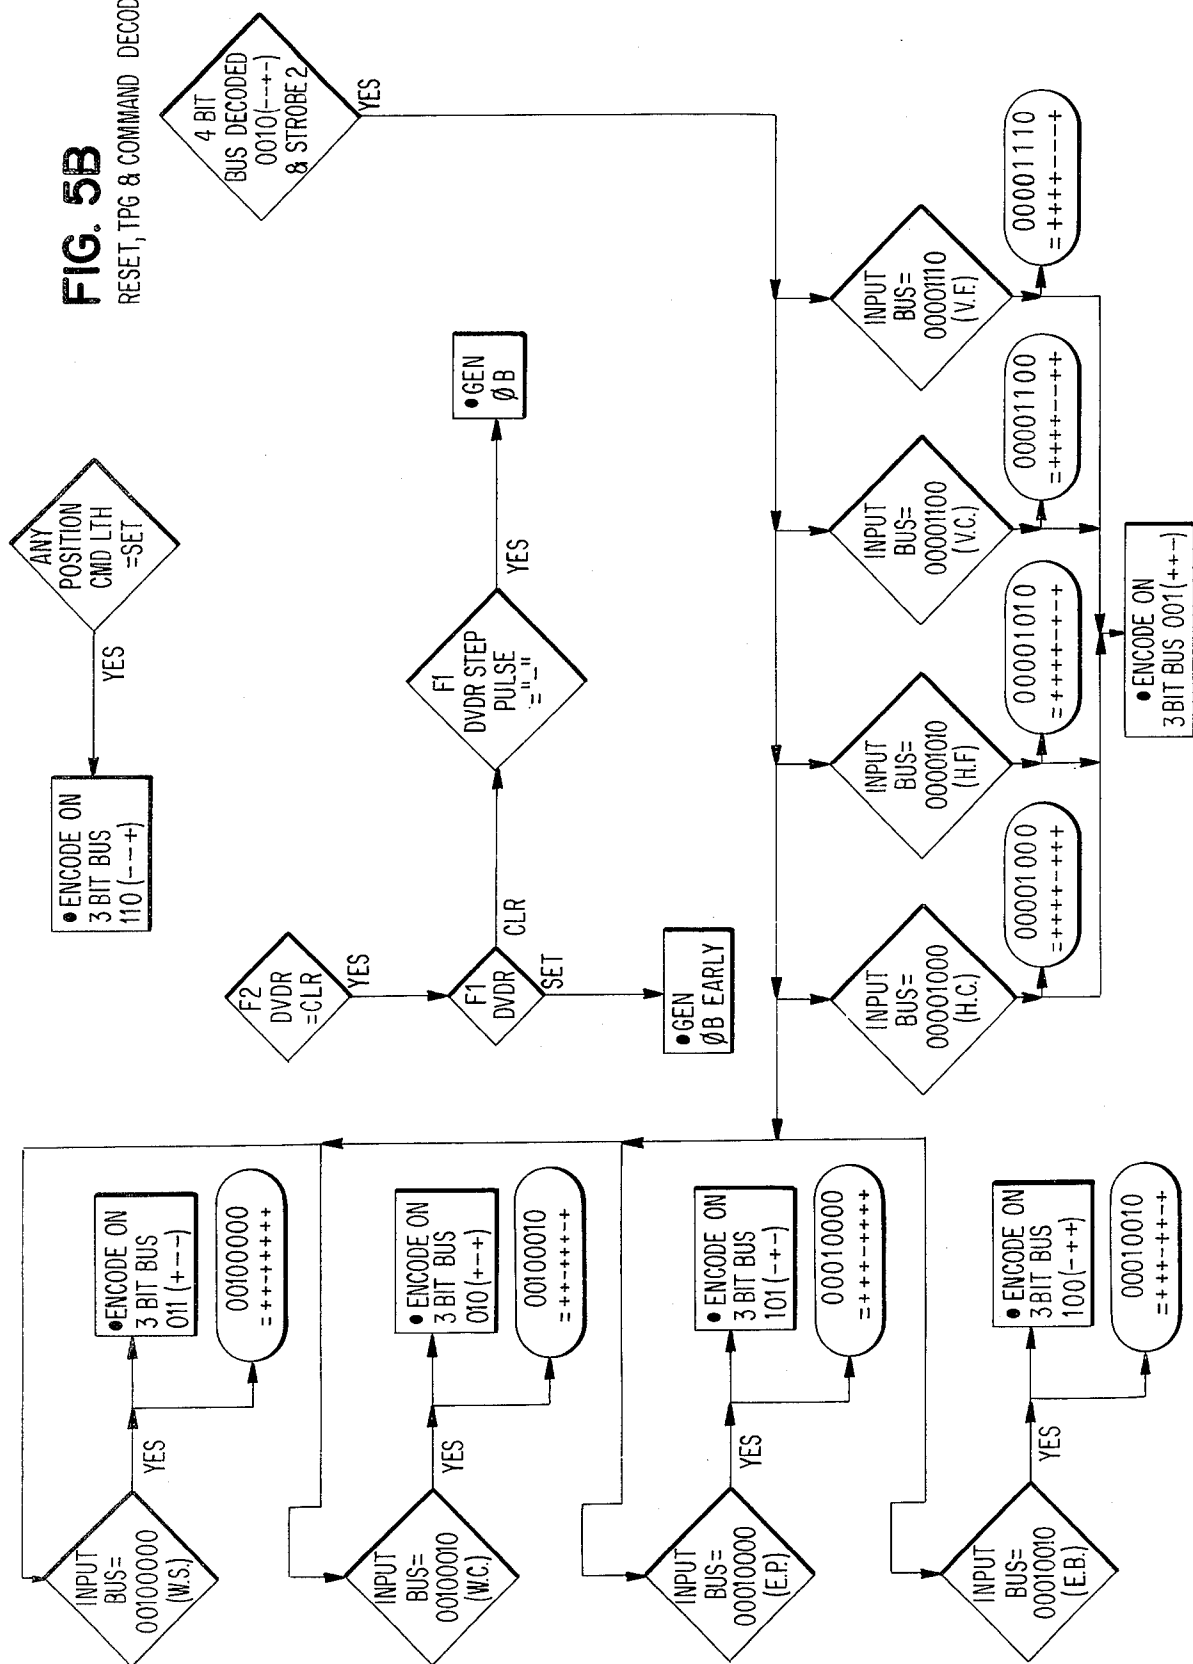 FIG. 5B
RESET, TPG & COMMAND DECOD
4 BIT
BUS DECODED
0010 (--+-)
& STROBE 2
YES
ANY
POSITION
CMD LTH
=SET
YES
● ENCODE ON
3 BIT BUS
110 (--+)
F2
DVDR
=CLR
YES
F1
DVDR
CLR
SET
F1
DVDR STEP
PULSE
="-"
YES
● GEN
ØB
● GEN
ØB EARLY
INPUT
BUS=
00001000
(H.C.)
00001000
=++++-+++
INPUT
BUS=
00001010
(H.F)
00001010
=++++-+-+
INPUT
BUS=
00001100
(V.C.)
00001100
=++++--++
INPUT
BUS=
00001110
(V.F.)
00001110
=++++---+
● ENCODE ON
3 BIT BUS 001 (++-)
INPUT
BUS=
00100000
(W.S.)
YES
● ENCODE ON
3 BIT BUS
011 (+--)
00100000
=++-+++++
INPUT
BUS=
00100010
(W.C.)
YES
● ENCODE ON
3 BIT BUS
010 (+-+)
00100010
=++-+++-+
INPUT
BUS=
00010000
(E.P.)
YES
● ENCODE ON
3 BIT BUS
101 (-+-)
00010000
=+++-++++
INPUT
BUS=
00010010
(E.B.)
YES
● ENCODE ON
3 BIT BUS
100 (-++)
00010010
=+++-++-+